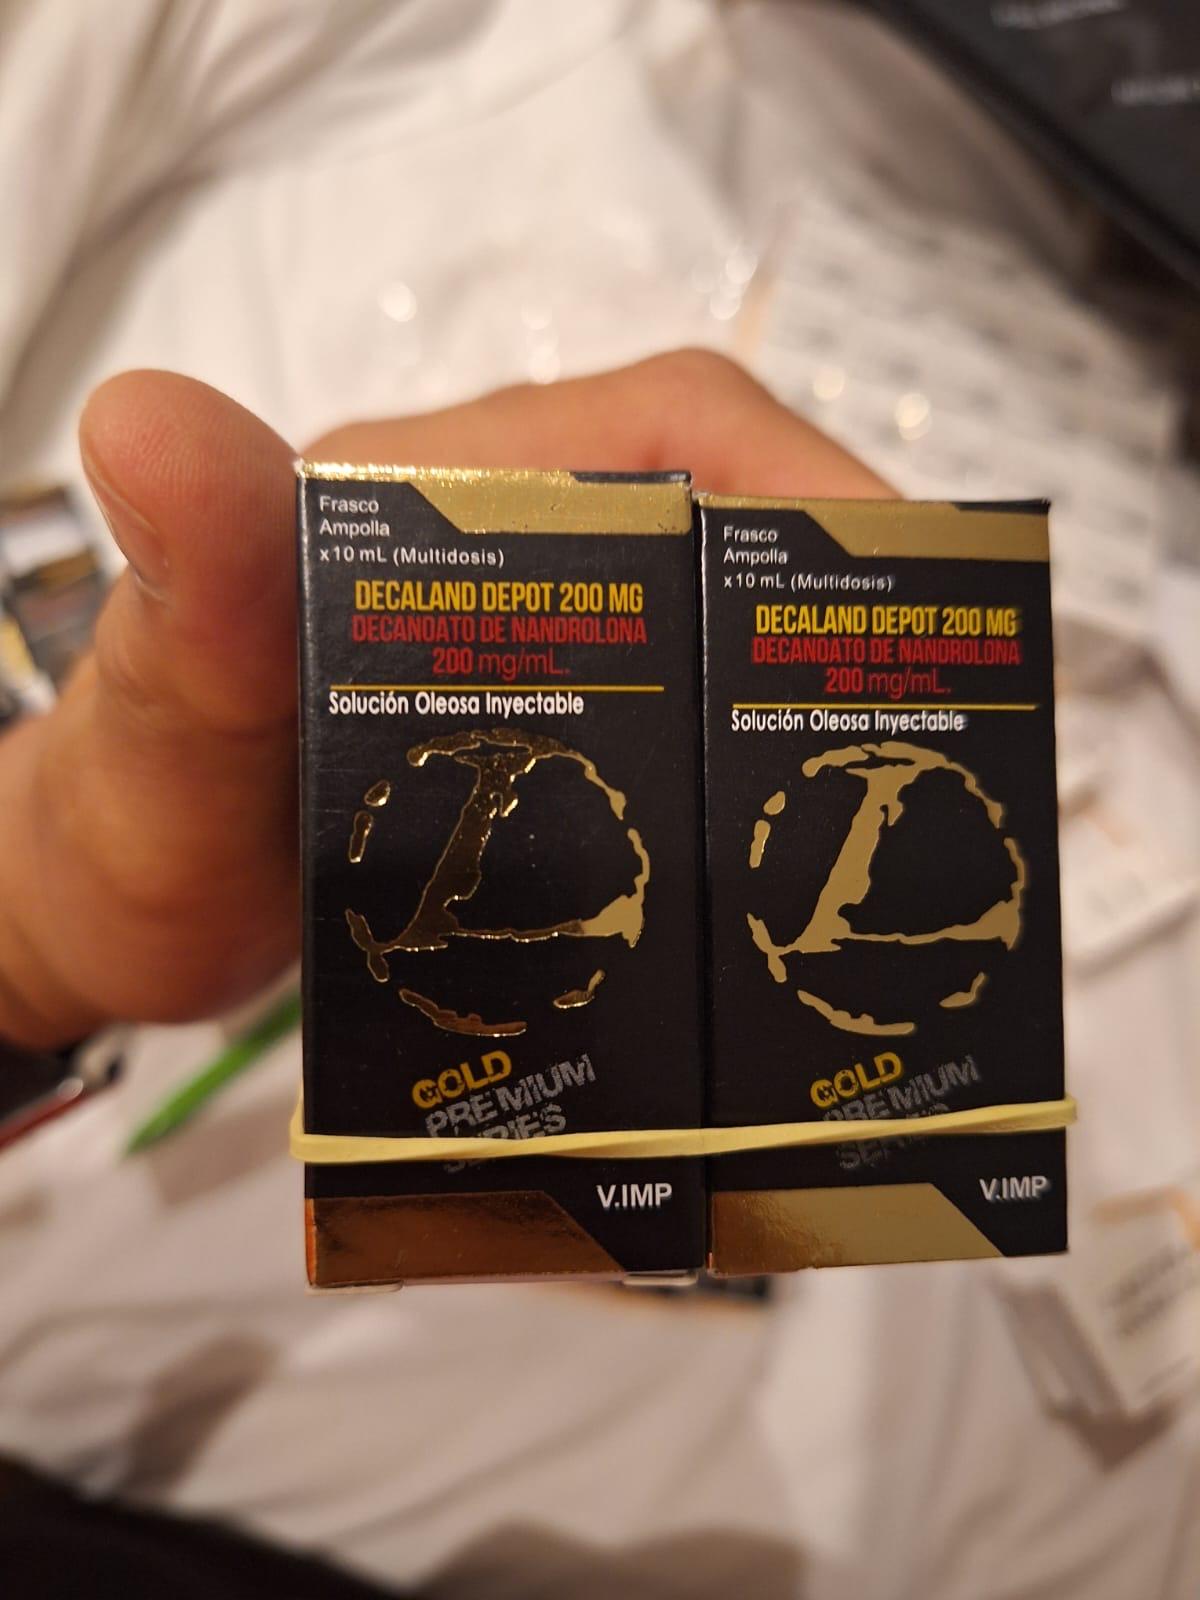 Frasco
Ampolla
x10 mL (Multidosis)
DECALAND DEPOT 200 MG
DECANOATO DE NANDROLONA
200 mg/mL.
Solución Oleosa Inyectable
GOLD
PREMIUM
SERIES
V.IMP
Frasco
Ampolla
x10 mL (Multidosis)
DECALAND DEPOT 200 MG
DECANOATO DE NANDROLONA
200 mg/mL.
Solución Oleosa Inyectable
GOLD
PREMIUM
SERIES
V.IMP